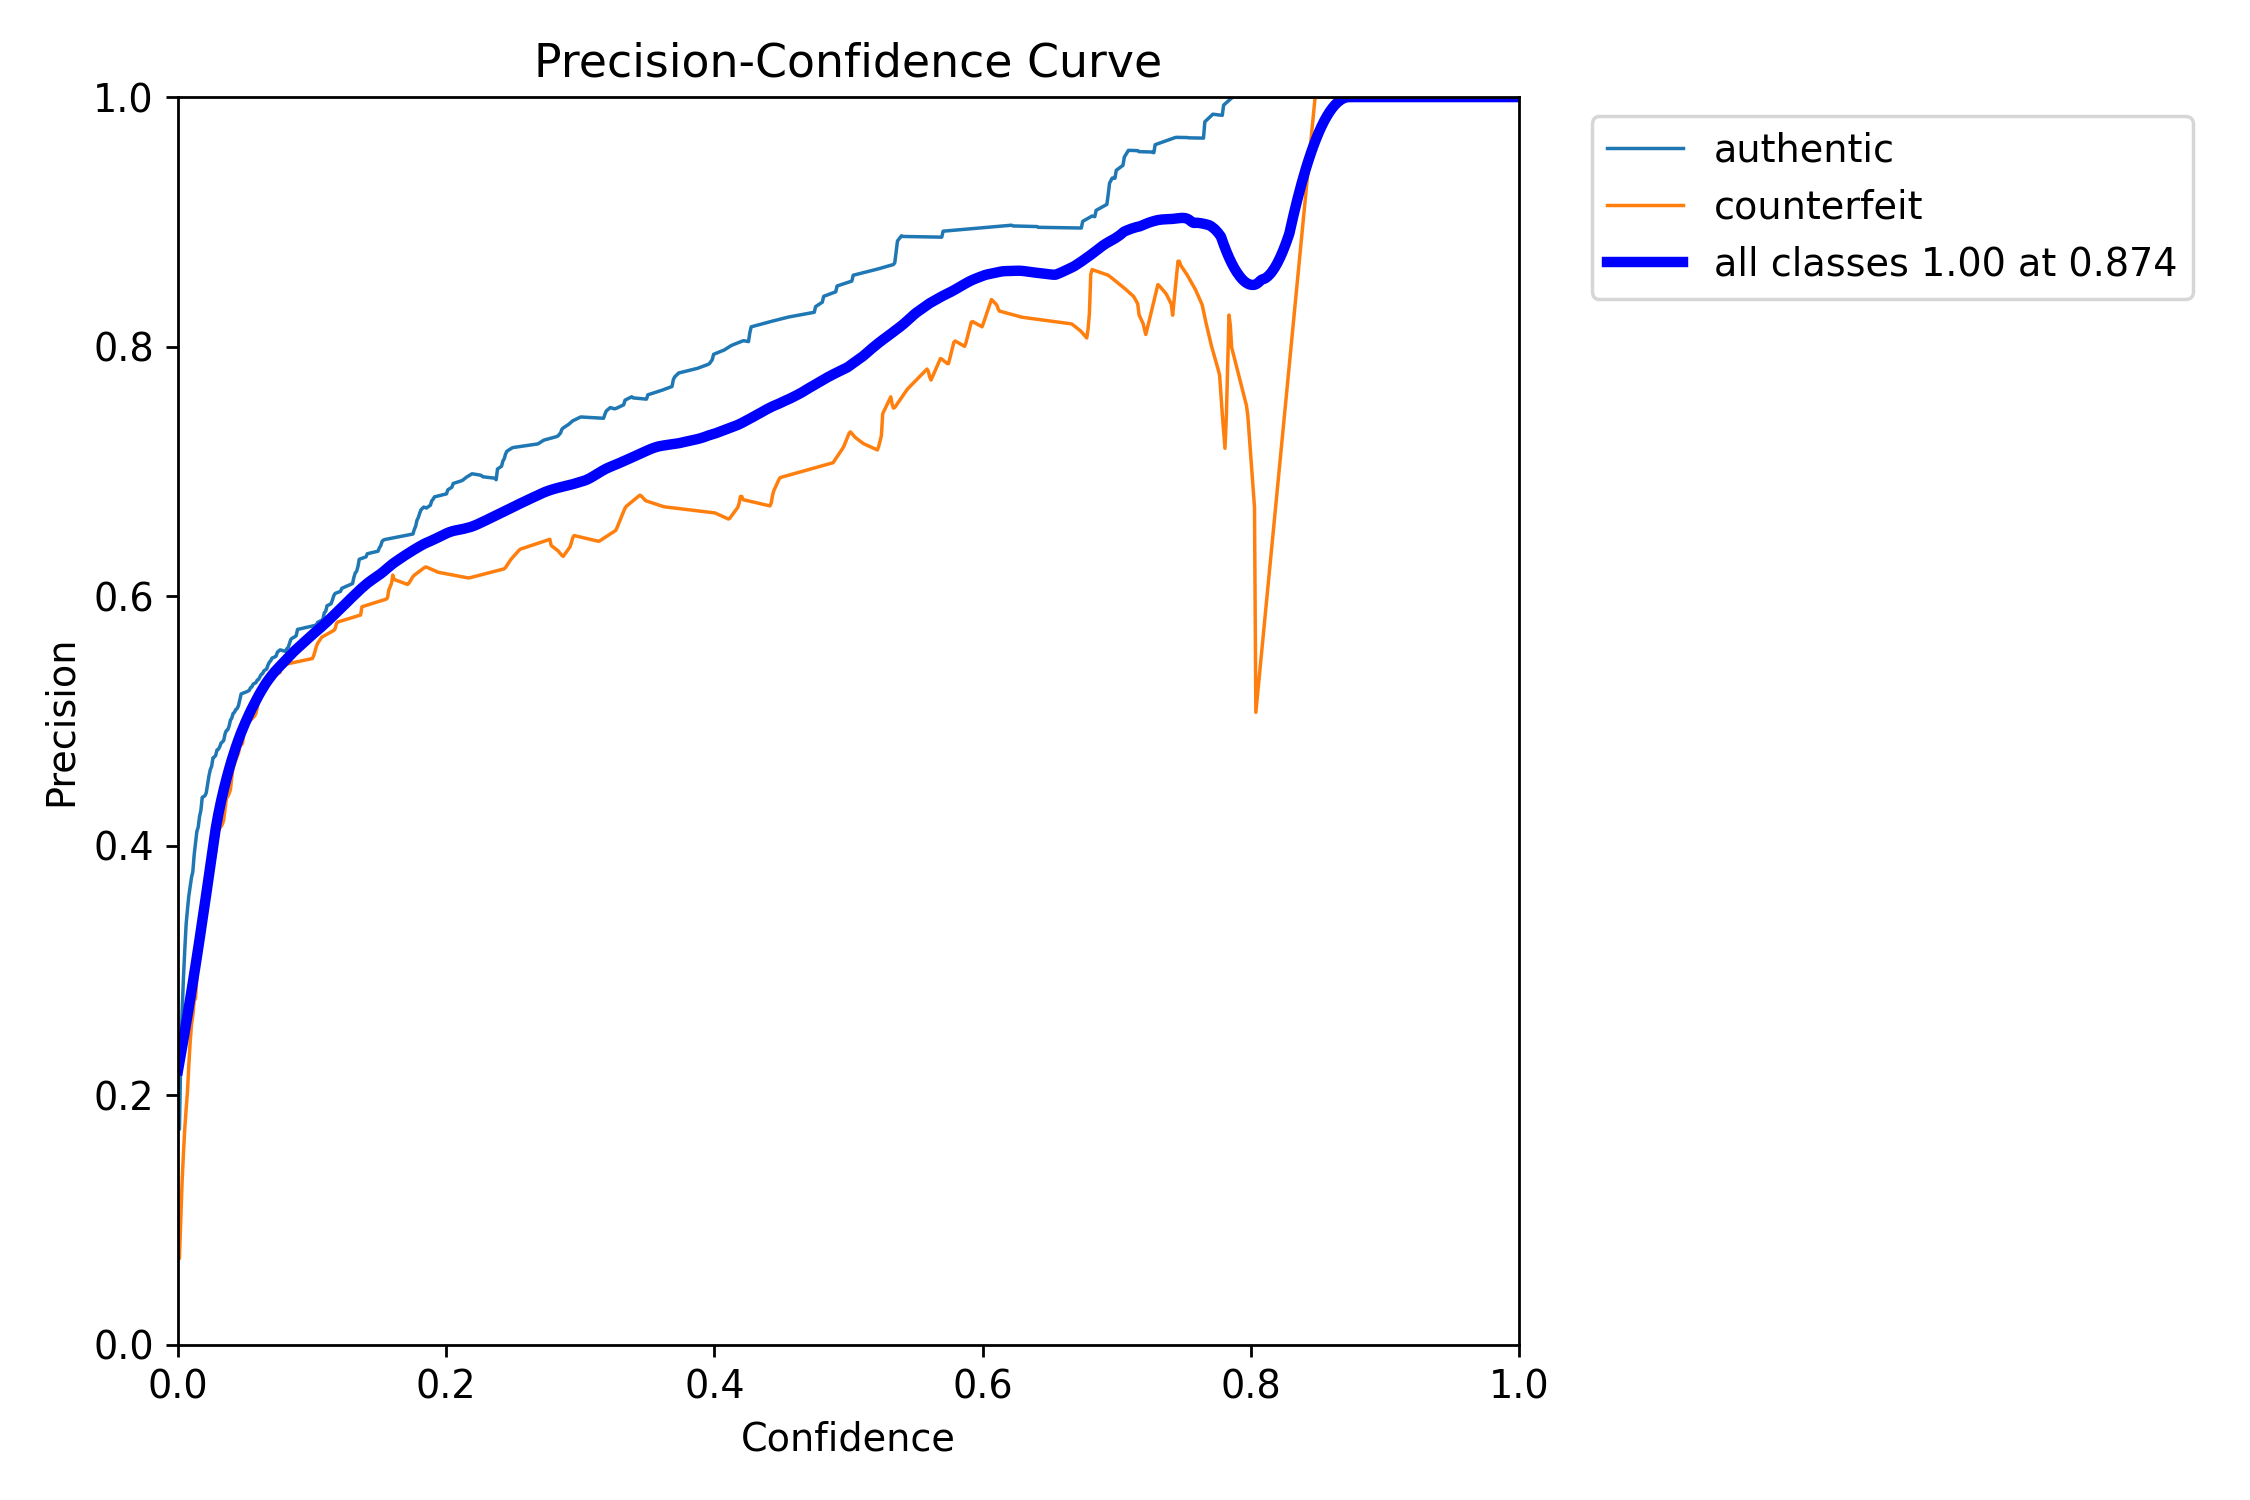 Precision-Confidence Curve
1.0
0.8
0.6
0.4
0.2
0.0
Precision
0.0 0.2 0.4 0.6 0.8 1.0
Confidence
authentic
counterfeit
all classes 1.00 at 0.874